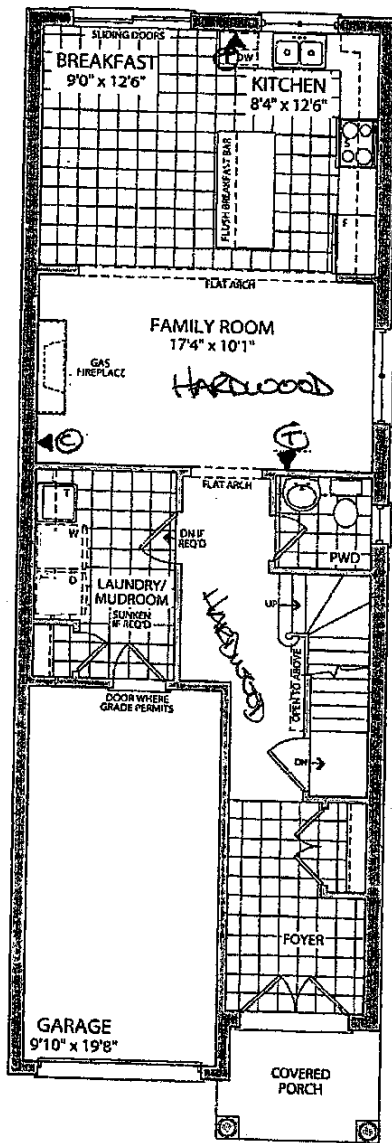 SLIDING DOORS
BREAKFAST
9'0" x 12'6"
DW
KITCHEN
8'4" x 12'6"
S
FLUSH BREAKFAST BAR
F
FLAT ARCH
FAMILY ROOM
17'4" x 10'1"
GAS
FIREPLACE
HARDWOOD
C
T
FLAT ARCH
T
W
D
DN IF
REQ'D
PWD
LAUNDRY/
MUDROOM
SUNKEN
IF REQ'D
HARDWOOD
UP
OPEN TO ABOVE
DOOR WHERE
GRADE PERMITS
DN
FOYER
GARAGE
9'10" x 19'8"
COVERED
PORCH